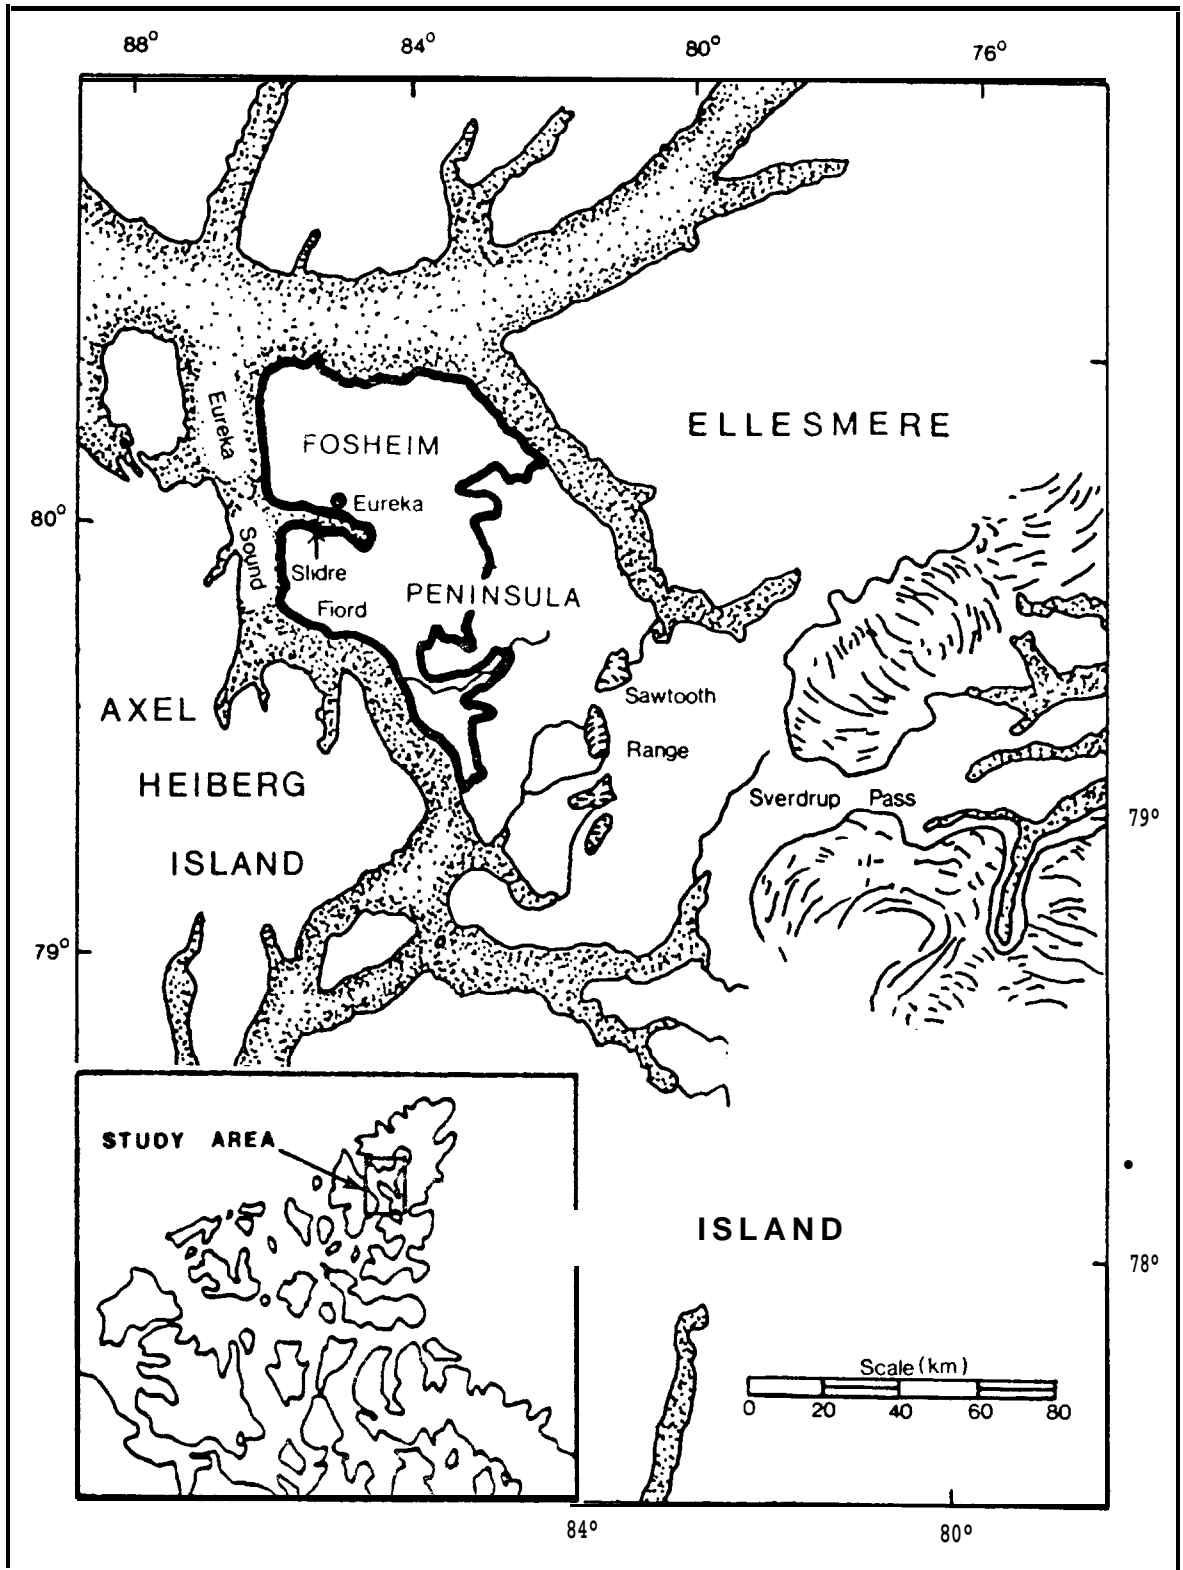 88° 84° 80° 76°
Eureka
FOSHEIM
ELLESMERE
Eureka
80°
Sound
Slidre
PENINSULA
Fiord
Sawtooth
AXEL
Range
HEIBERG
Sverdrup Pass
79°
ISLAND
79°
STUDY AREA
ISLAND
78°
Scale (km)
0 20 40 60 80
84° 80°